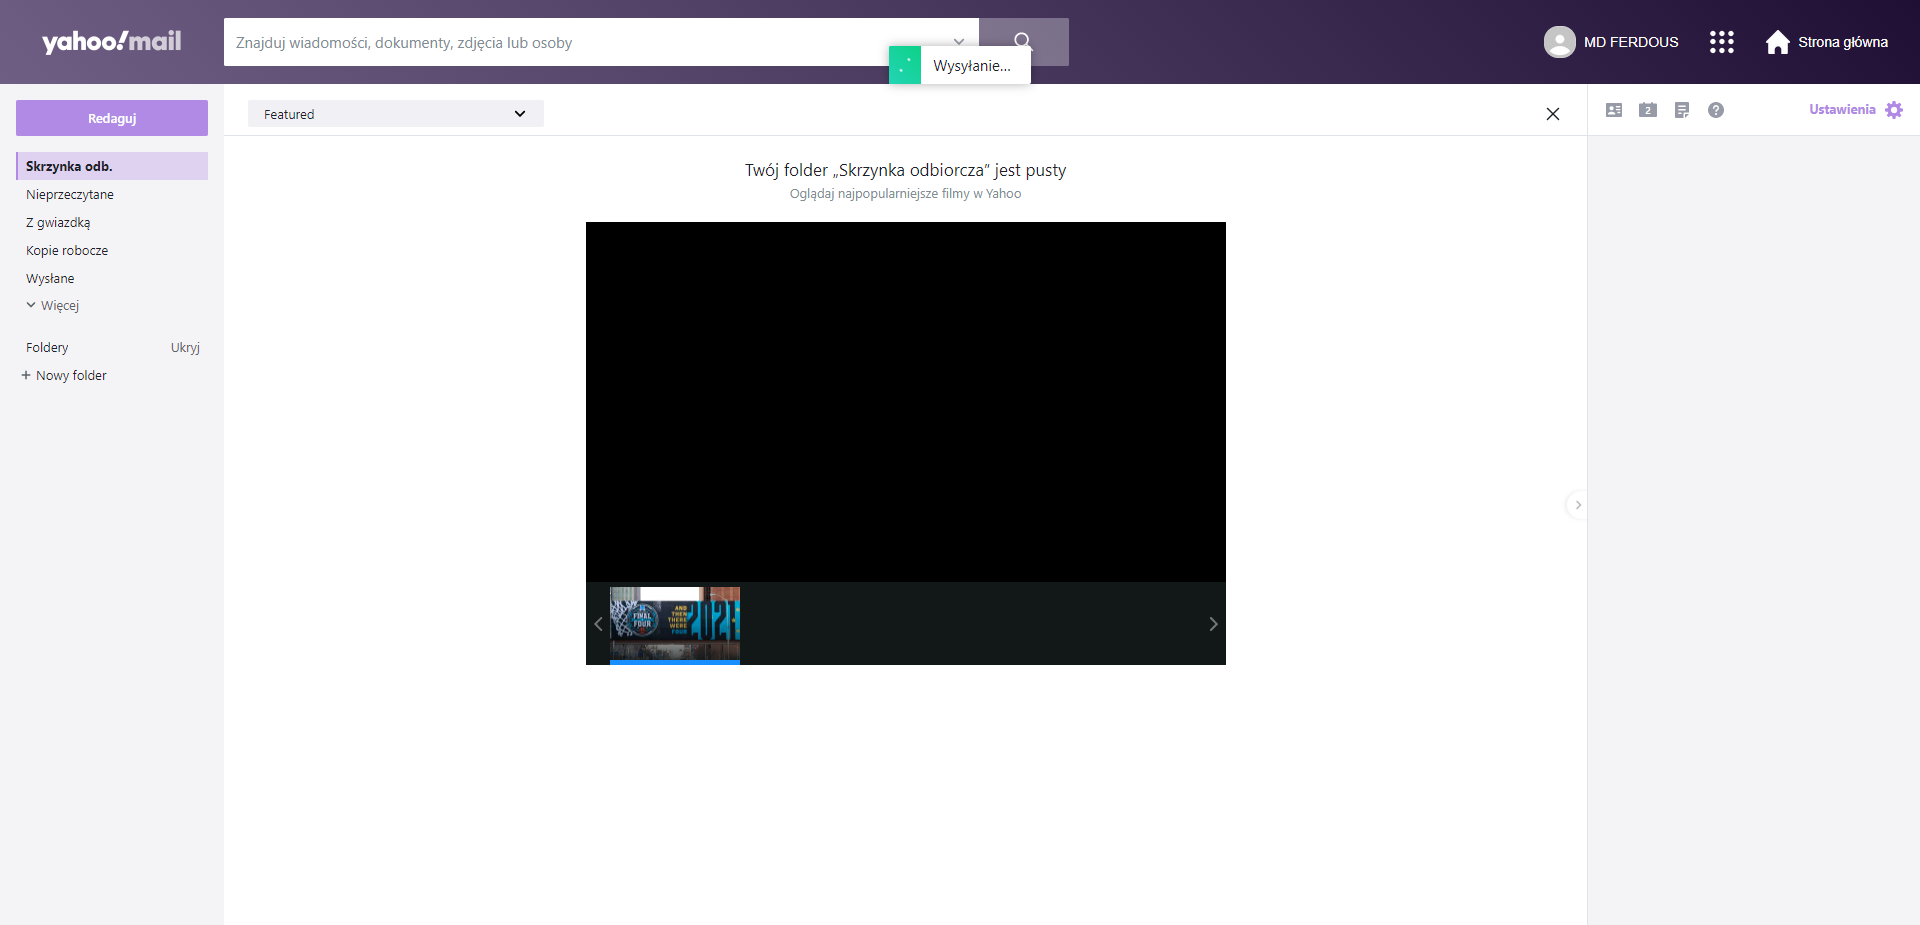 yahoo!mail
Znajduj wiadomości, dokumenty, zdjęcia lub osoby
Wysyłanie...
MD FERDOUS
Strona główna
Redaguj
Featured
2
Ustawienia
Skrzynka odb.
Nieprzeczytane
Z gwiazdką
Kopie robocze
Wysłane
Więcej
Foldery
Ukryj
+ Nowy folder
Twój folder „Skrzynka odbiorcza” jest pusty
Oglądaj najpopularniejsze filmy w Yahoo
FINAL
FOUR
AND
THEN
THERE
WERE
FOUR
2021